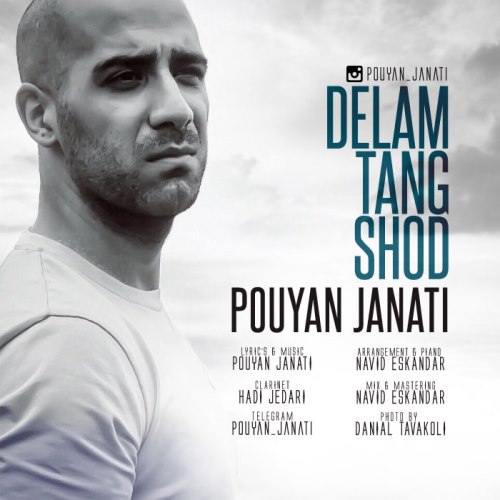 POUYAN_JANATI
DELAM
TANG
SHOD
POUYAN JANATI
LYRIC'S & MUSIC
POUYAN JANATI
ARRANGEMENT & PIANO
NAVID ESKANDAR
CLARINET
HADI JEDARI
MIX & MASTERING
NAVID ESKANDAR
TELEGRAM
POUYAN_JANATI
PHOTO BY
DANIAL TAVAKOLI